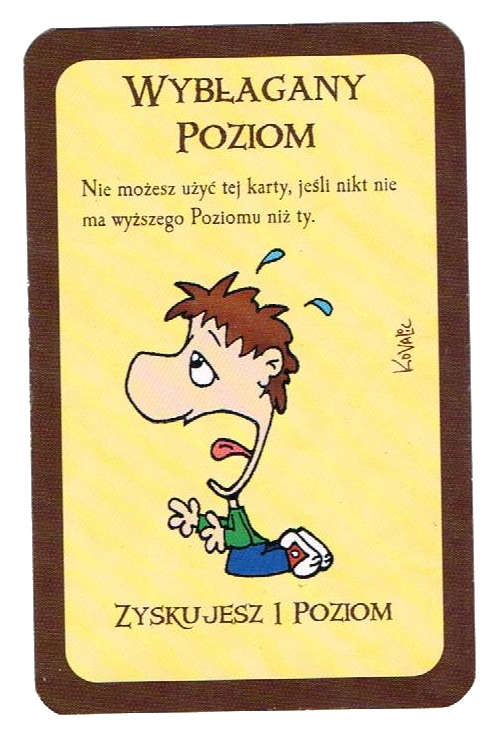 WYBŁAGANY
POZIOM
Nie możesz użyć tej karty, jeśli nikt nie
ma wyższego Poziomu niż ty.
KOVALIC
ZYSKUJESZ 1 POZIOM